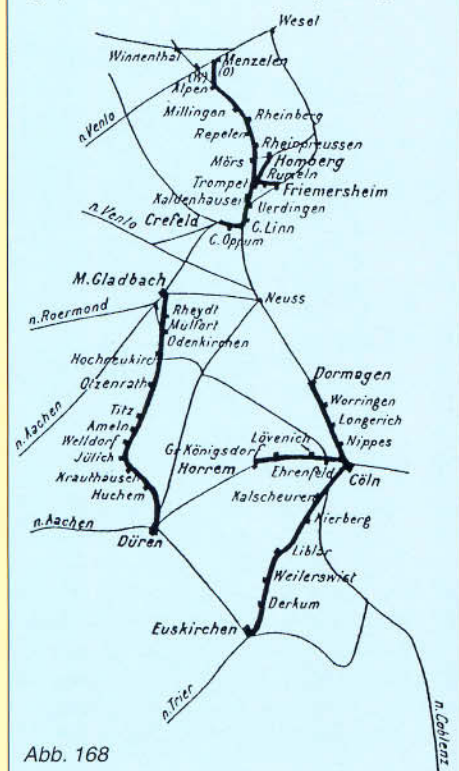 Wesel
Winnenthal
Menzelen
(W)
(O)
Alpen
n.Venlo
Millingen
Rheinberg
Repelen
Rheinpreussen
Homberg
Mörs
Rumeln
Trompet
Friemersheim
Kaldenhausen
Uerdingen
n.Venlo
Crefeld
C.Linn
C.Oppum
M.Gladbach
Neuss
n.Roermond
Rheydt
Mülfort
Odenkirchen
Hochneukirch
Dormagen
Otzenrath
Worringen
n.Aachen
Titz
Longerich
Ameln
Lövenich
Nippes
Welldorf
Gr.Königsdorf
Jülich
Horrem
Ehrenfeld
Cöln
Krauthausen
Kalscheuren
Huchem
Kierberg
n.Aachen
Düren
Liblar
Weilerswist
Derkum
Euskirchen
n.Trier
n.Coblenz
Abb. 168